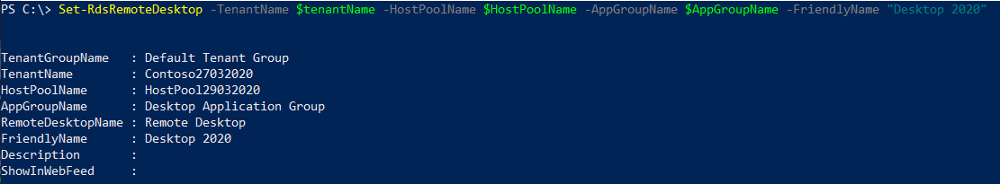 PS C:\> Set-RdsRemoteDesktop -TenantName $tenantName -HostPoolName $HostPoolName -AppGroupName $AppGroupName -FriendlyName "Desktop 2020"
TenantGroupName   : Default Tenant Group
TenantName        : Contoso27032020
HostPoolName      : HostPool29032020
AppGroupName      : Desktop Application Group
RemoteDesktopName : Remote Desktop
FriendlyName      : Desktop 2020
Description       :
ShowInWebFeed     :